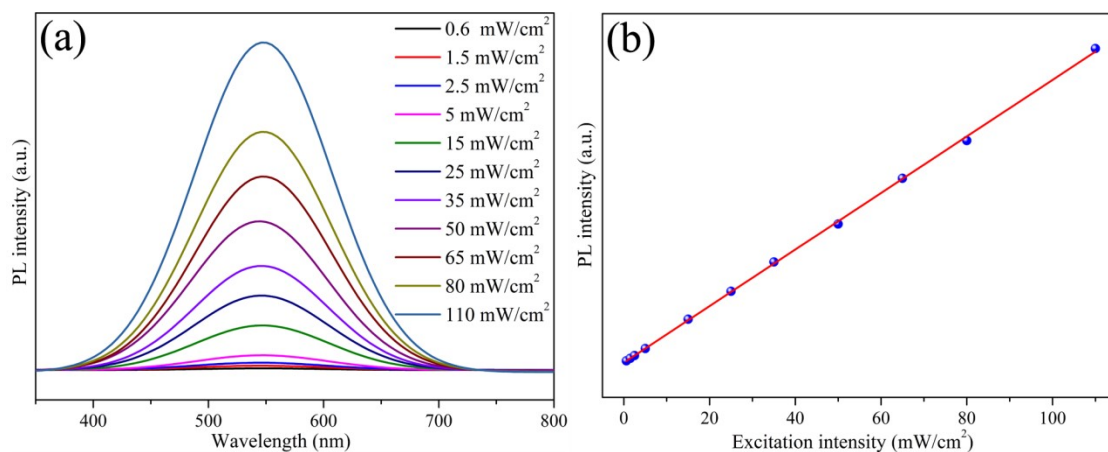 (a)
0.6 mW/cm²
1.5 mW/cm²
2.5 mW/cm²
5 mW/cm²
15 mW/cm²
25 mW/cm²
35 mW/cm²
50 mW/cm²
65 mW/cm²
80 mW/cm²
110 mW/cm²
PL intensity (a.u.)
400 500 600 700 800
Wavelength (nm)
(b)
PL intensity (a.u.)
0 20 40 60 80 100
Excitation intensity (mW/cm²)